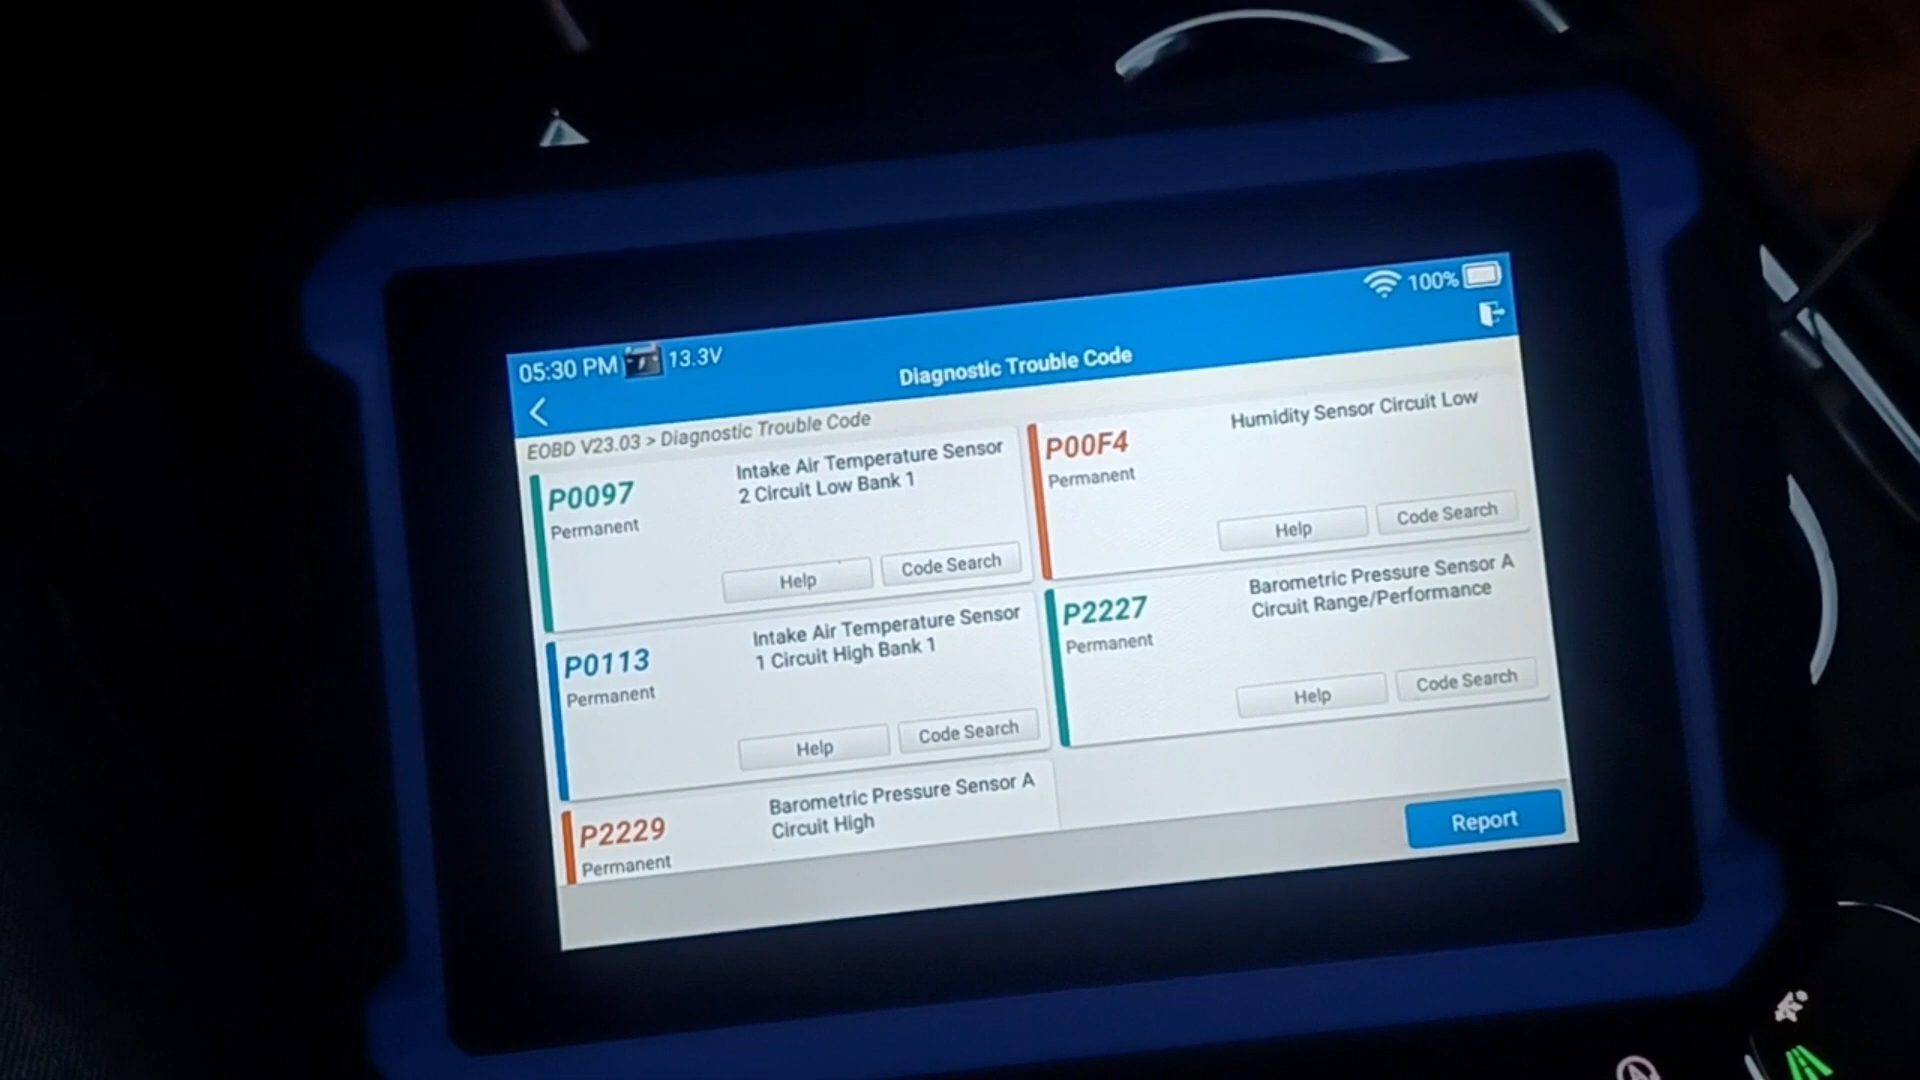 05:30 PM 13.3V
100%
Diagnostic Trouble Code
EOBD V23.03 > Diagnostic Trouble Code
P0097
Permanent
Intake Air Temperature Sensor
2 Circuit Low Bank 1
Help
Code Search
P00F4
Permanent
Humidity Sensor Circuit Low
Help
Code Search
P0113
Permanent
Intake Air Temperature Sensor
1 Circuit High Bank 1
Help
Code Search
P2227
Permanent
Barometric Pressure Sensor A
Circuit Range/Performance
Help
Code Search
P2229
Permanent
Barometric Pressure Sensor A
Circuit High
Report